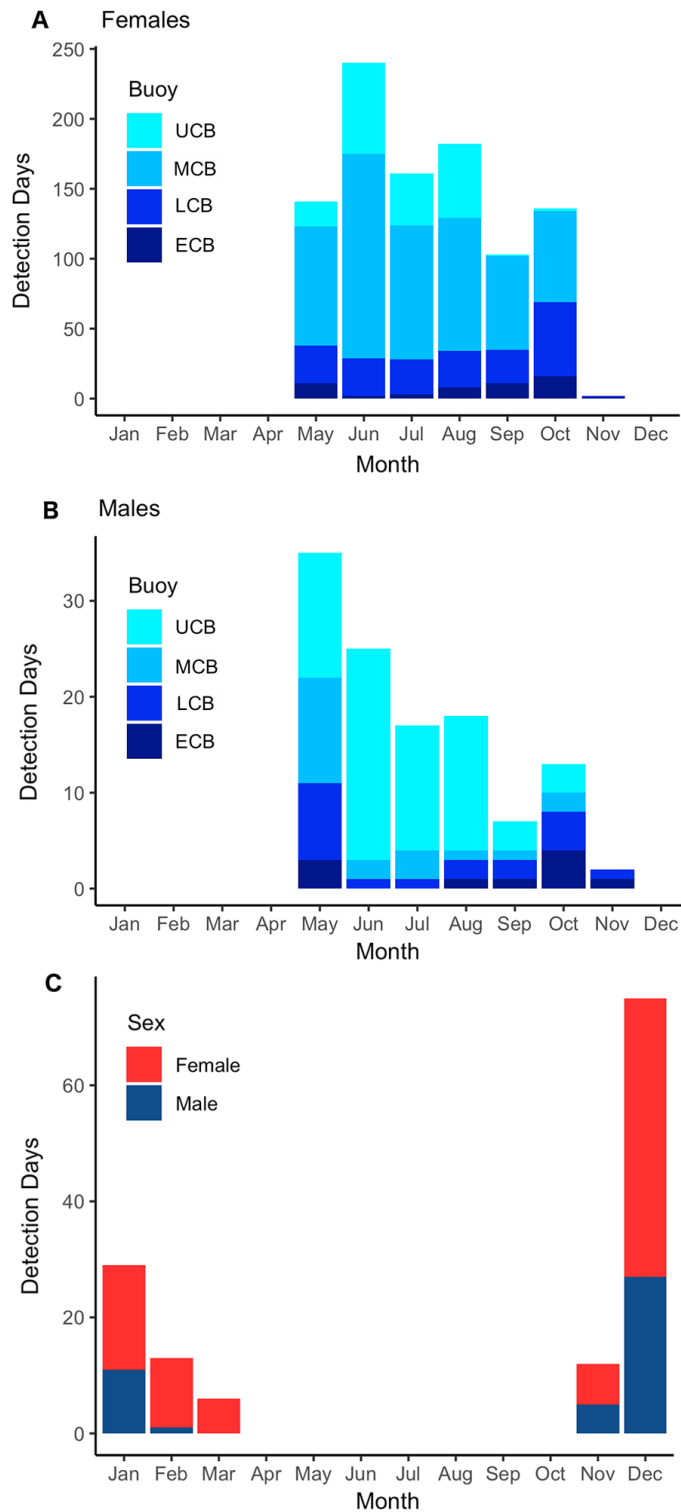 A Females
250
200
150
100
50
0
Detection Days
Buoy
UCB
MCB
LCB
ECB
Jan Feb Mar Apr May Jun Jul Aug Sep Oct Nov Dec
Month
B Males
30
20
10
0
Detection Days
Buoy
UCB
MCB
LCB
ECB
Jan Feb Mar Apr May Jun Jul Aug Sep Oct Nov Dec
Month
C
60
40
20
0
Detection Days
Sex
Female
Male
Jan Feb Mar Apr May Jun Jul Aug Sep Oct Nov Dec
Month